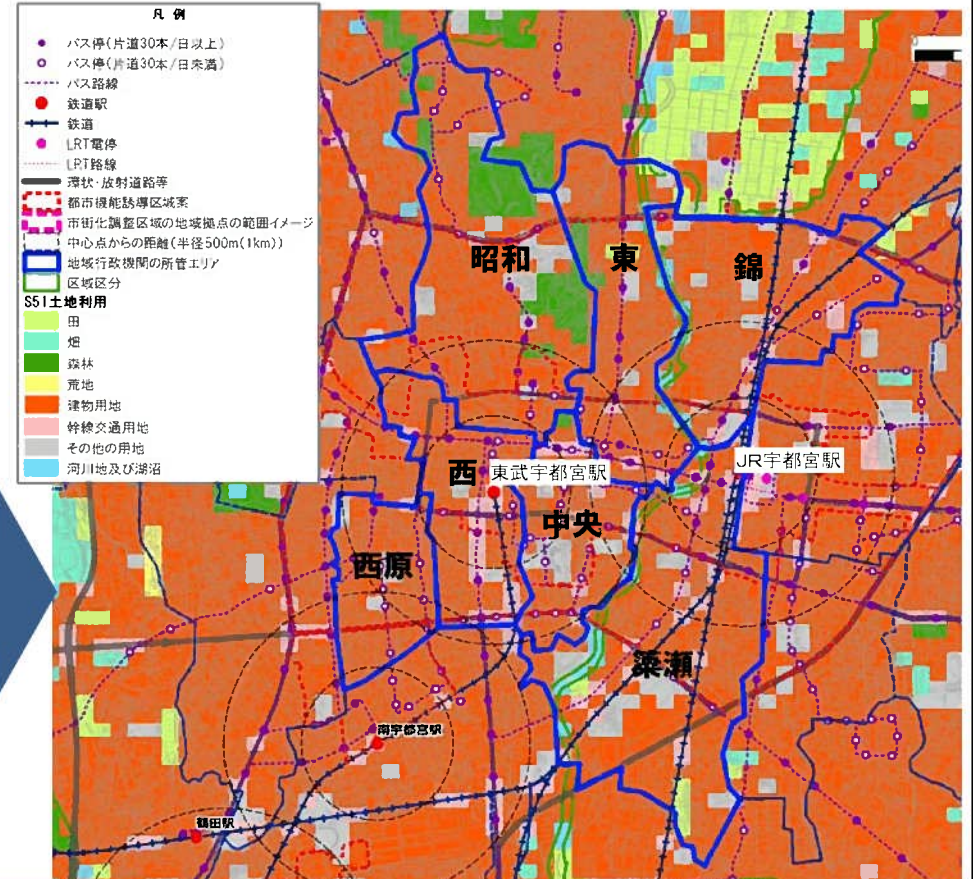 凡 例
バス停(片道30本/日以上)
バス停(片道30本/日未満)
バス路線
鉄道駅
鉄道
LRT電停
LRT路線
環状・放射道路等
都市機能誘導区域案
市街化調整区域の地域拠点の範囲イメージ
中心点からの距離(半径500m(1km))
地域行政機関の所管エリア
区域区分
S51土地利用
田
畑
森林
荒地
建物用地
幹線交通用地
その他の用地
河川地及び湖沼
0
昭和
東
錦
西
東武宇都宮駅
JR宇都宮駅
中央
西原
簗瀬
南宇都宮駅
鶴田駅